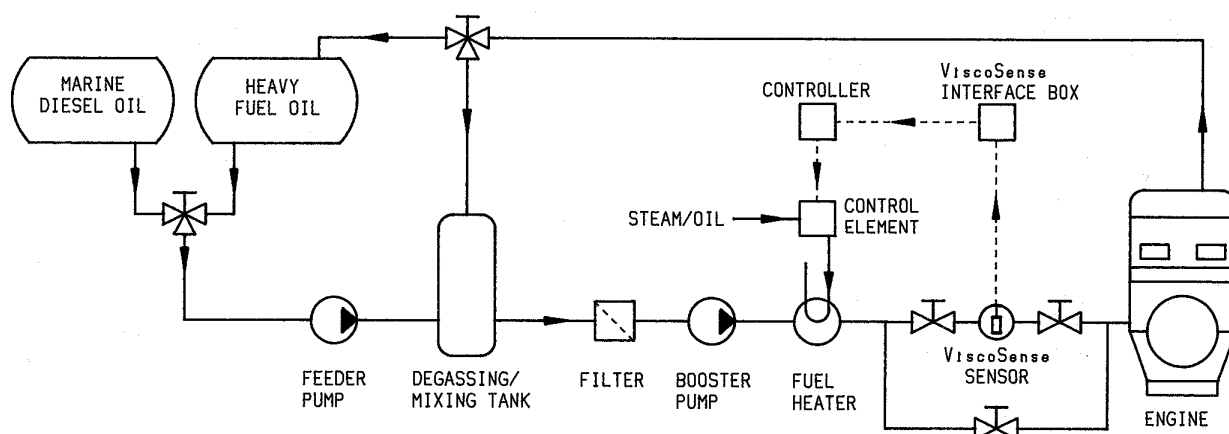 MARINE
DIESEL OIL
HEAVY
FUEL OIL
CONTROLLER
ViscoSense
INTERFACE BOX
STEAM/OIL
CONTROL
ELEMENT
FEEDER
PUMP
DEGASSING/
MIXING TANK
FILTER
BOOSTER
PUMP
FUEL
HEATER
ViscoSense
SENSOR
ENGINE